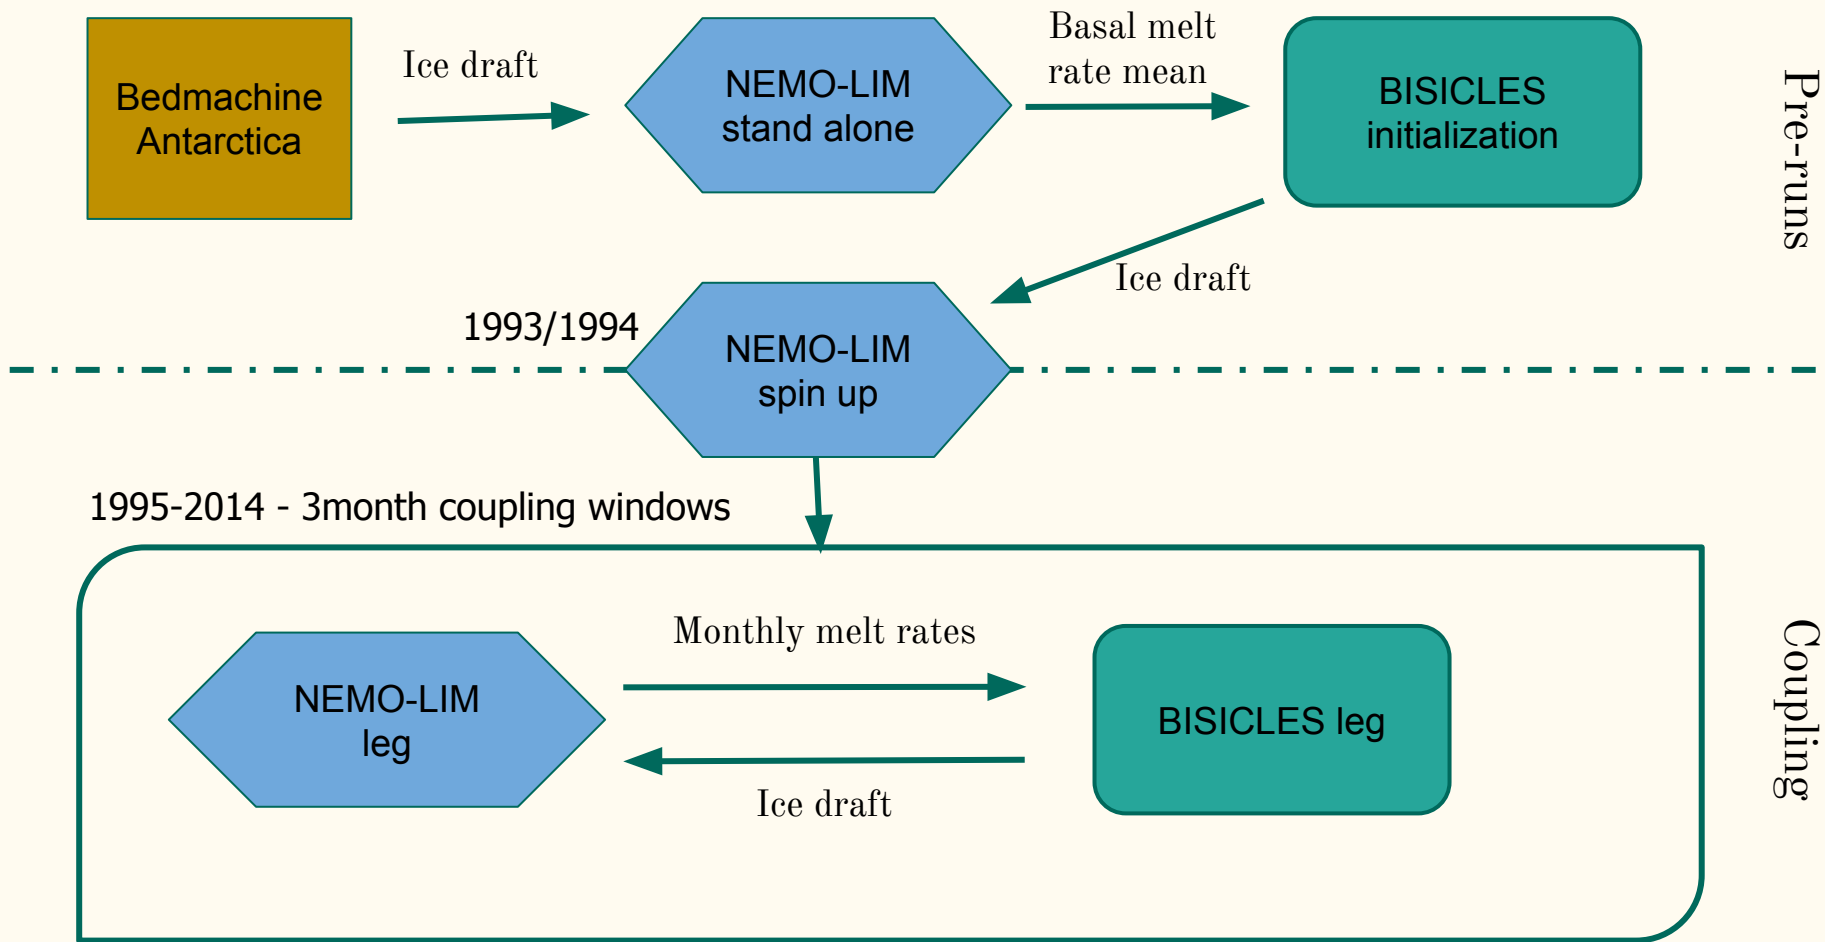 Bedmachine
Antarctica
Ice draft
NEMO-LIM
stand alone
Basal melt
rate mean
BISICLES
initialization
Pre-runs
Ice draft
1993/1994
NEMO-LIM
spin up
1995-2014 - 3month coupling windows
NEMO-LIM
leg
Monthly melt rates
Ice draft
BISICLES leg
Coupling